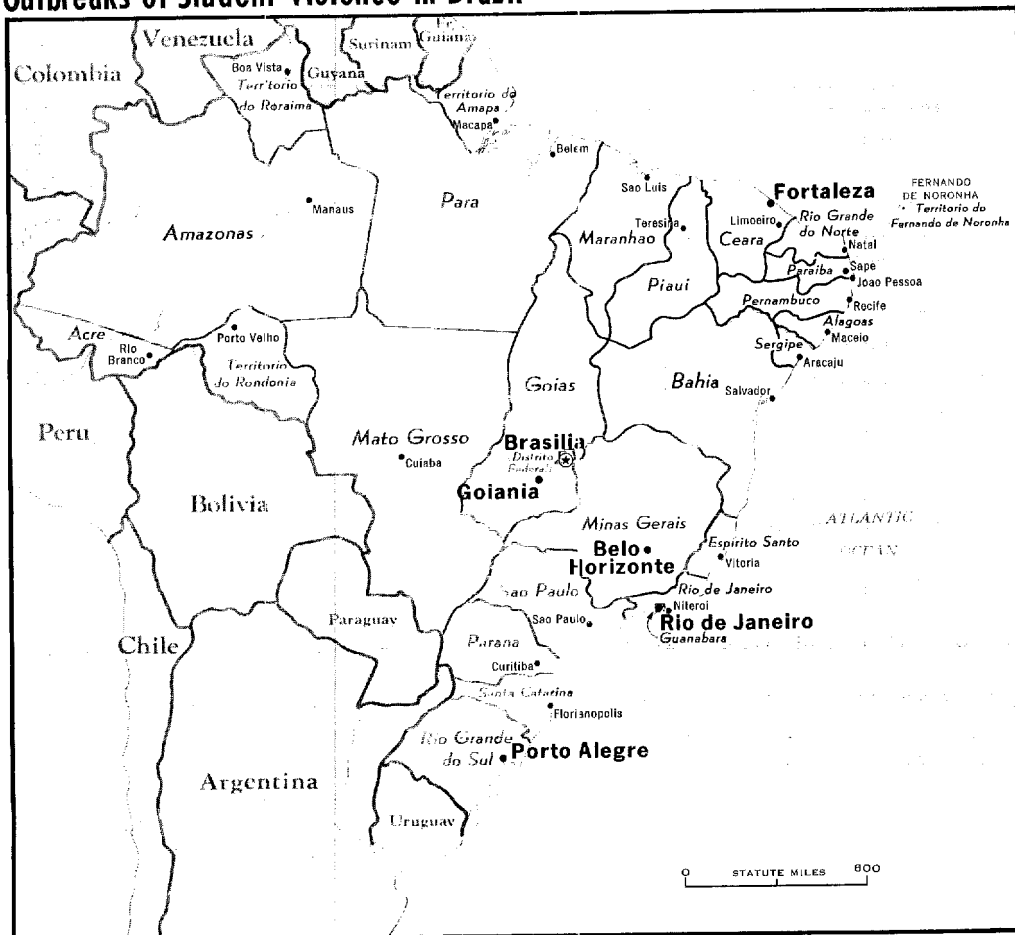 Outbreaks of Student Violence in Brazil
Venezuela
Surinam
Fr.
Guiana
Colombia
Boa Vista
Guyana
Territorio
do Roraima
Territorio do
Amapa
Macapa
Belem
Sao Luis
Fortaleza
FERNANDO
DE NORONHA
Territorio do
Fernando de Noronha
Manaus
Para
Amazonas
Teresina
Limoeiro
Rio Grande
do Norte
Maranhao
Ceara
Natal
Paraiba
Sape
Joao Pessoa
Piaui
Pernambuco
Recife
Acre
Rio
Branco
Porto Velho
Alagoas
Maceio
Sergipe
Aracaju
Territorio
do Rondonia
Goias
Bahia
Salvador
Peru
Mato Grosso
Cuiaba
Brasilia
Distrito
Federal
Goiania
Bolivia
Minas Gerais
ATLANTIC
OCEAN
Belo
Horizonte
Espirito Santo
Vitoria
Sao Paulo
Rio de Janeiro
Niteroi
Paraguay
Sao Paulo
Rio de Janeiro
Guanabara
Chile
Parana
Curitiba
Santa Catarina
Florianopolis
Rio Grande
do Sul
Porto Alegre
Argentina
Uruguay
0 STATUTE MILES 800